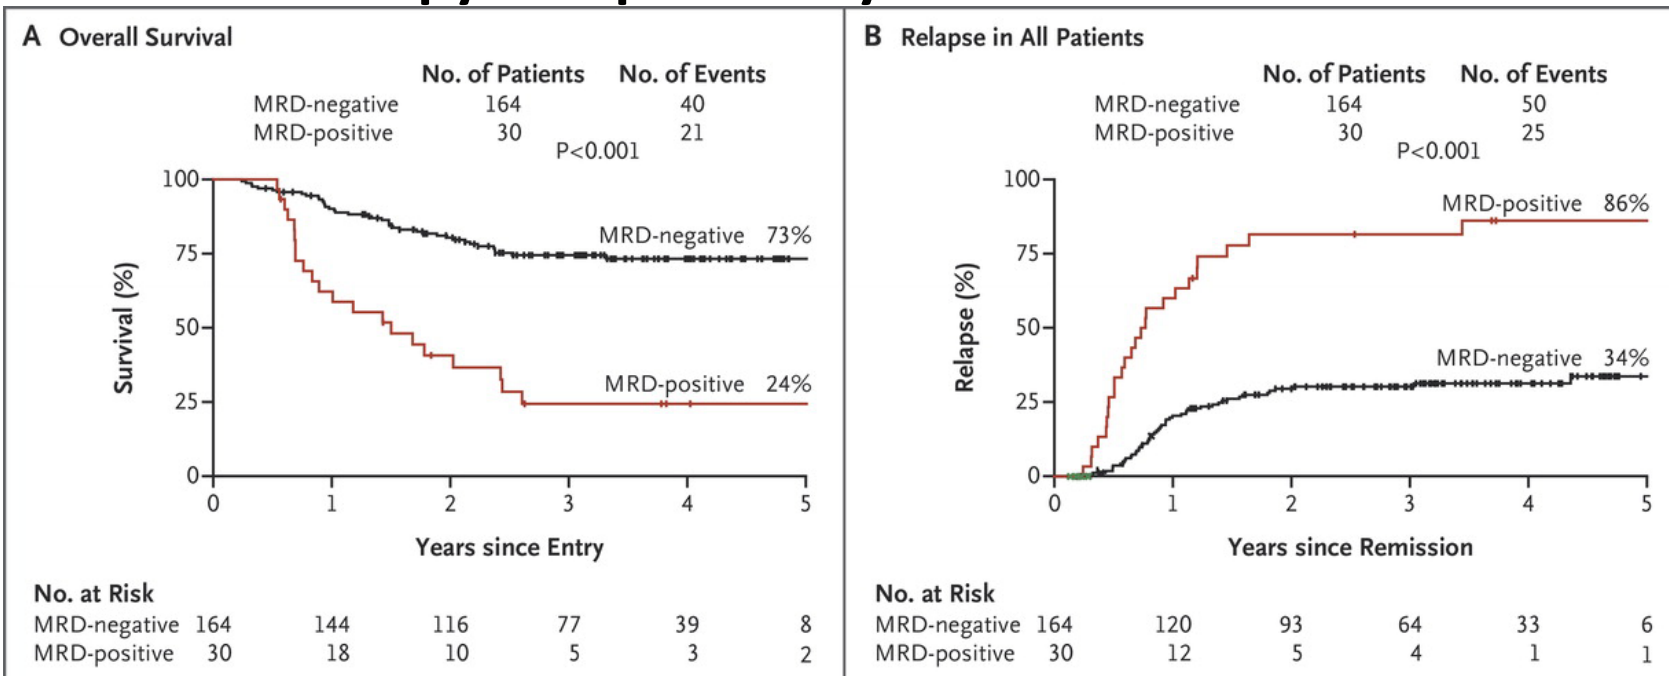 A Overall Survival
No. of Patients No. of Events
MRD-negative 164 40
MRD-positive 30 21
P<0.001
100
75
50
25
0
Survival (%)
MRD-negative 73%
MRD-positive 24%
0 1 2 3 4 5
Years since Entry
No. at Risk
MRD-negative 164 144 116 77 39 8
MRD-positive 30 18 10 5 3 2
B Relapse in All Patients
No. of Patients No. of Events
MRD-negative 164 50
MRD-positive 30 25
P<0.001
100
75
50
25
0
Relapse (%)
MRD-positive 86%
MRD-negative 34%
0 1 2 3 4 5
Years since Remission
No. at Risk
MRD-negative 164 120 93 64 33 6
MRD-positive 30 12 5 4 1 1